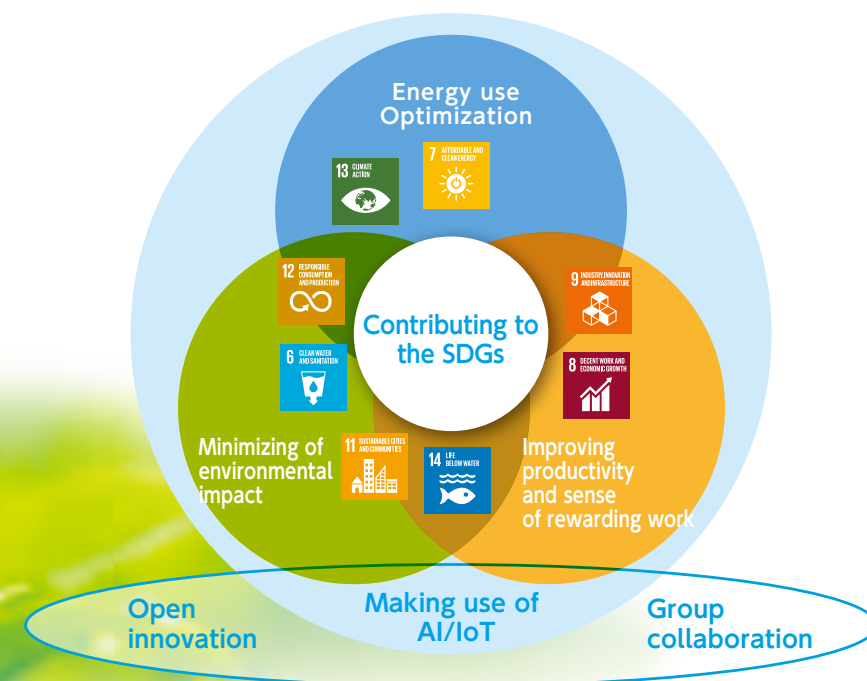 Energy use
Optimization
13 CLIMATE
ACTION
7 AFFORDABLE AND
CLEAN ENERGY
12 RESPONSIBLE
CONSUMPTION
AND PRODUCTION
9 INDUSTRY, INNOVATION
AND INFRASTRUCTURE
Contributing to
the SDGs
6 CLEAN WATER
AND SANITATION
8 DECENT WORK AND
ECONOMIC GROWTH
Minimizing of
environmental
impact
11 SUSTAINABLE CITIES
AND COMMUNITIES
14 LIFE
BELOW WATER
Improving
productivity
and sense
of rewarding work
Open
innovation
Making use of
AI/IoT
Group
collaboration